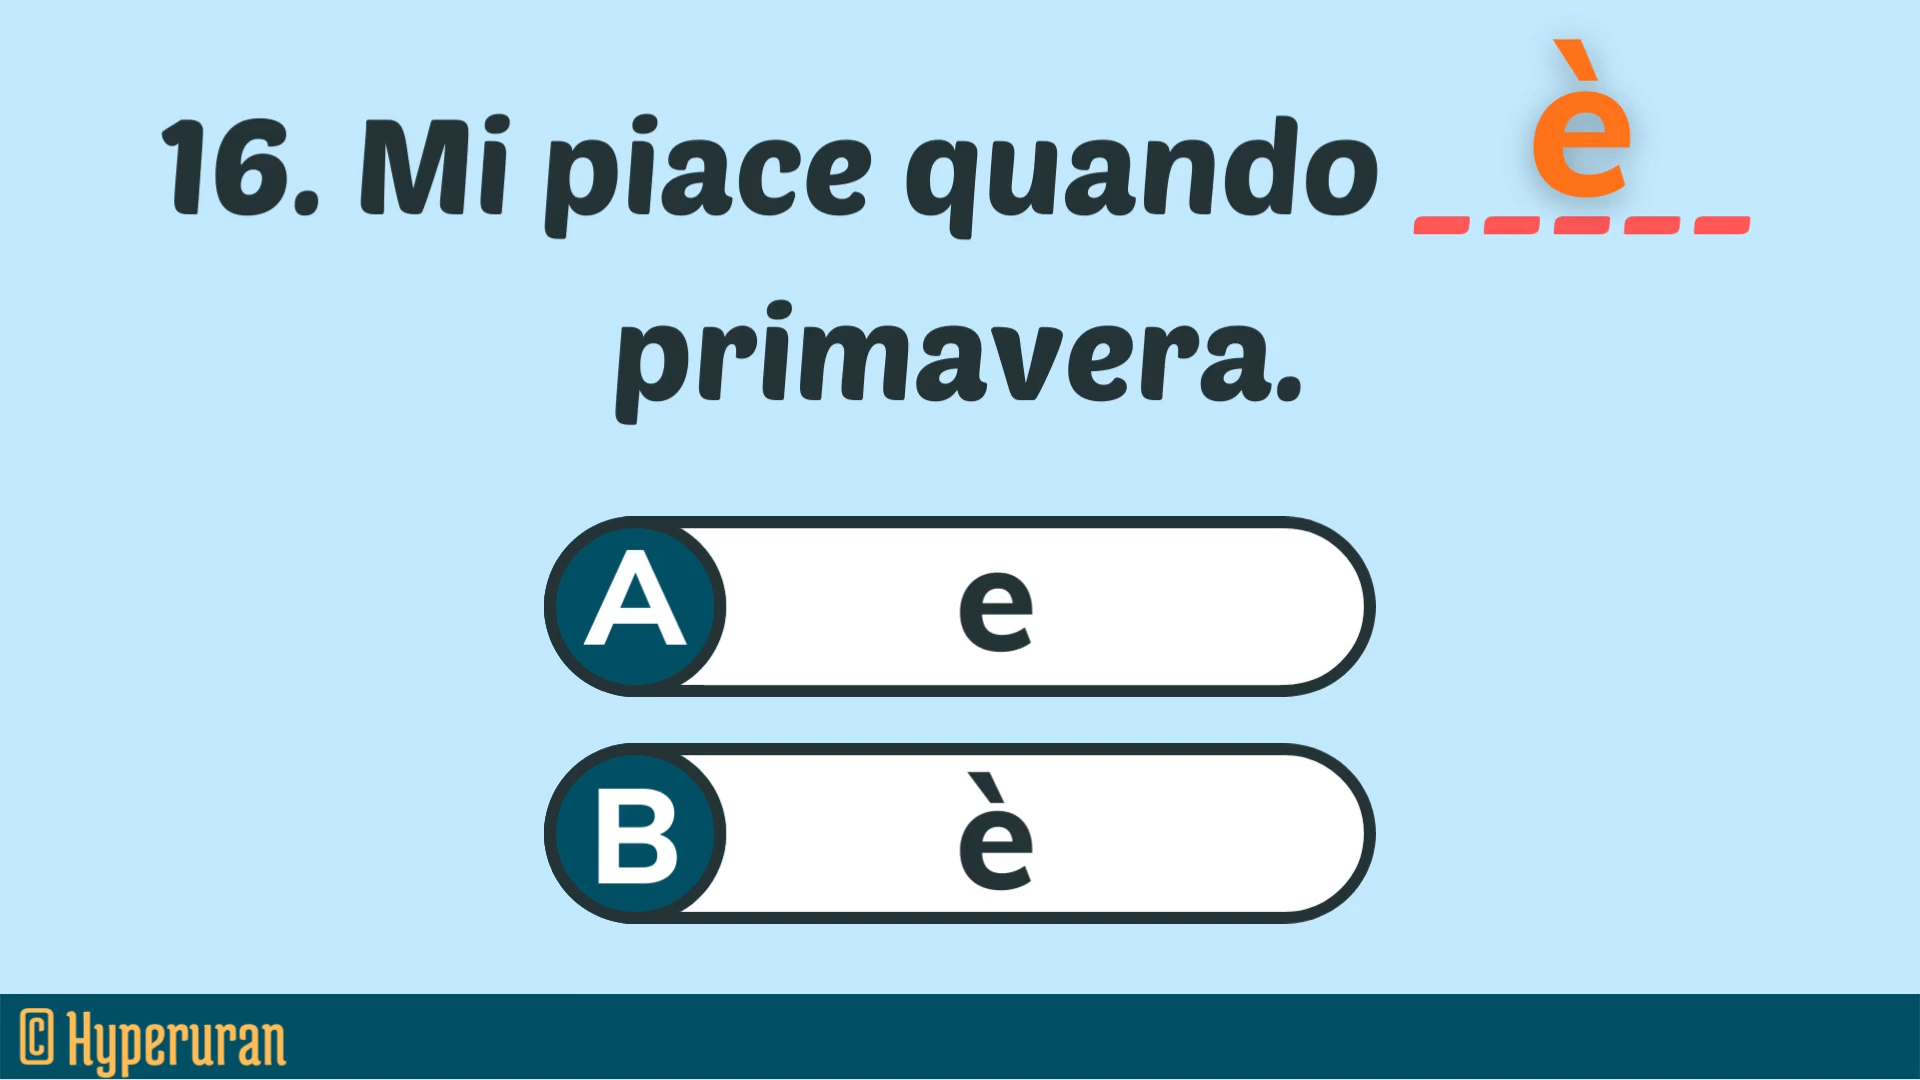 16. Mi piace quando è
primavera.
A e
B è
© Hyperuran